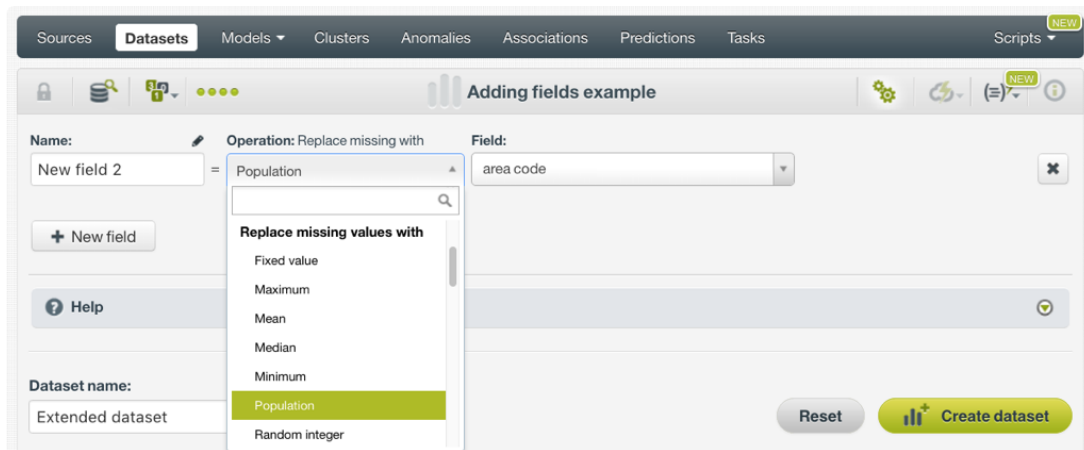 Sources Datasets Models Clusters Anomalies Associations Predictions Tasks Scripts NEW
Adding fields example NEW
Name: Operation: Replace missing with Field:
New field 2 = Population area code
Replace missing values with
+ New field
Fixed value
Maximum
Help
Mean
Median
Minimum
Dataset name:
Population
Extended dataset Reset Create dataset
Random integer